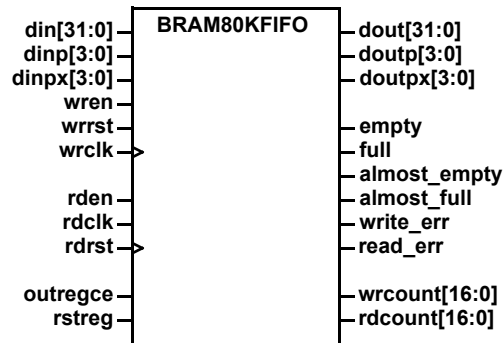 BRAM80KFIFO
din[31:0]
dinp[3:0]
dinpx[3:0]
wren
wrrst
wrclk
rden
rdclk
rdrst
outregce
rstreg
dout[31:0]
doutp[3:0]
doutpx[3:0]
empty
full
almost_empty
almost_full
write_err
read_err
wrcount[16:0]
rdcount[16:0]